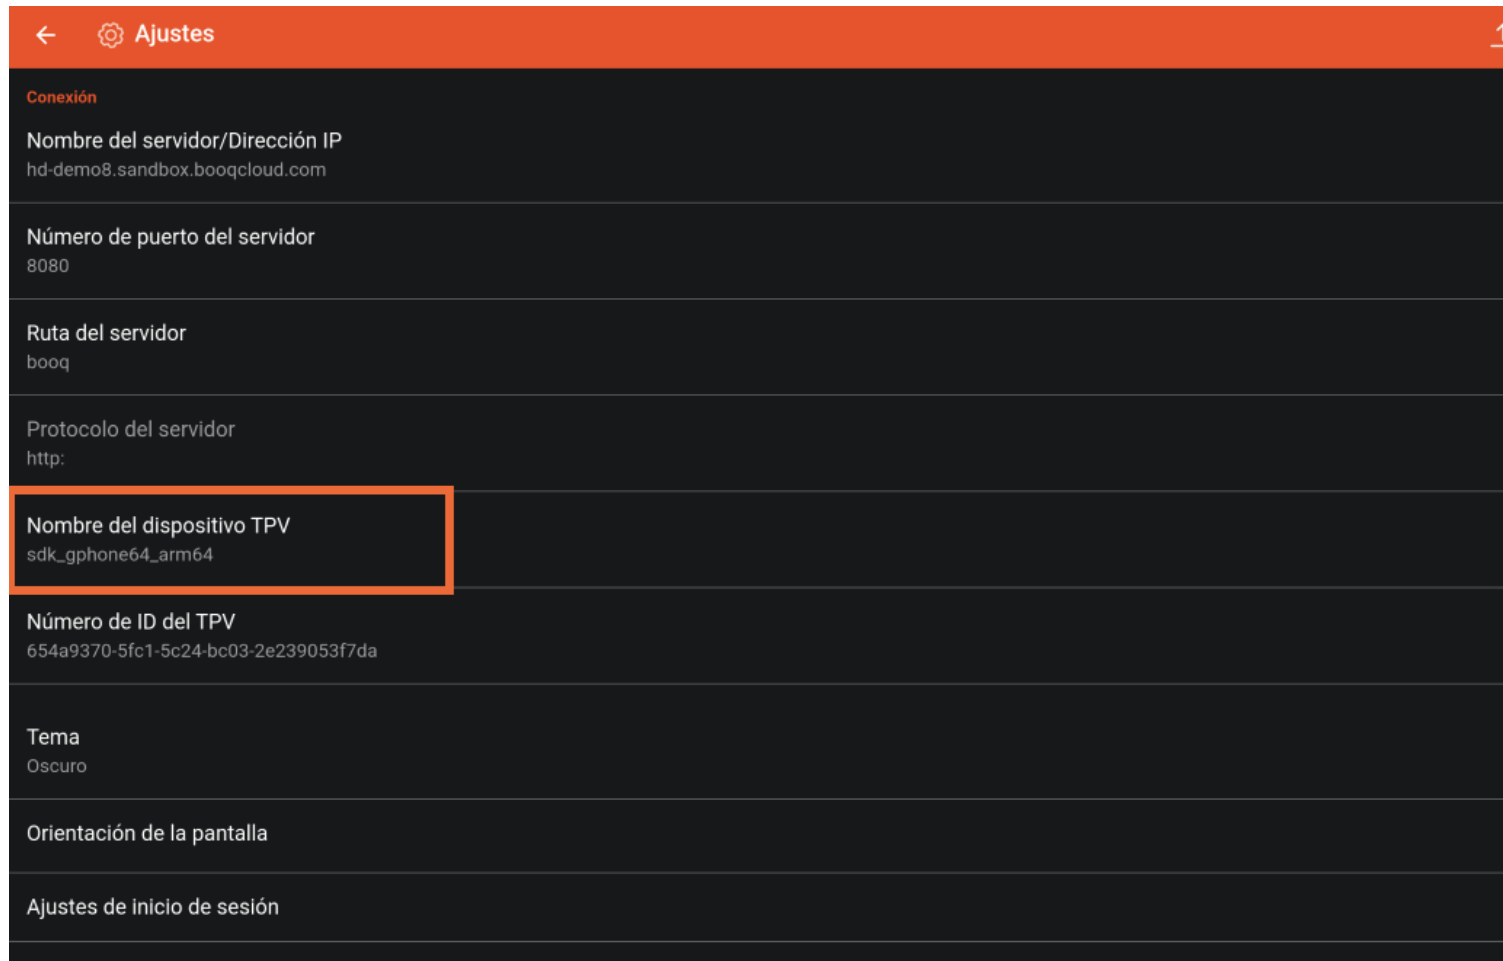 Ajustes
Conexión
Nombre del servidor/Dirección IP
hd-demo8.sandbox.booqcloud.com
Número de puerto del servidor
8080
Ruta del servidor
booq
Protocolo del servidor
http:
Nombre del dispositivo TPV
sdk_gphone64_arm64
Número de ID del TPV
654a9370-5fc1-5c24-bc03-2e239053f7da
Tema
Oscuro
Orientación de la pantalla
Ajustes de inicio de sesión